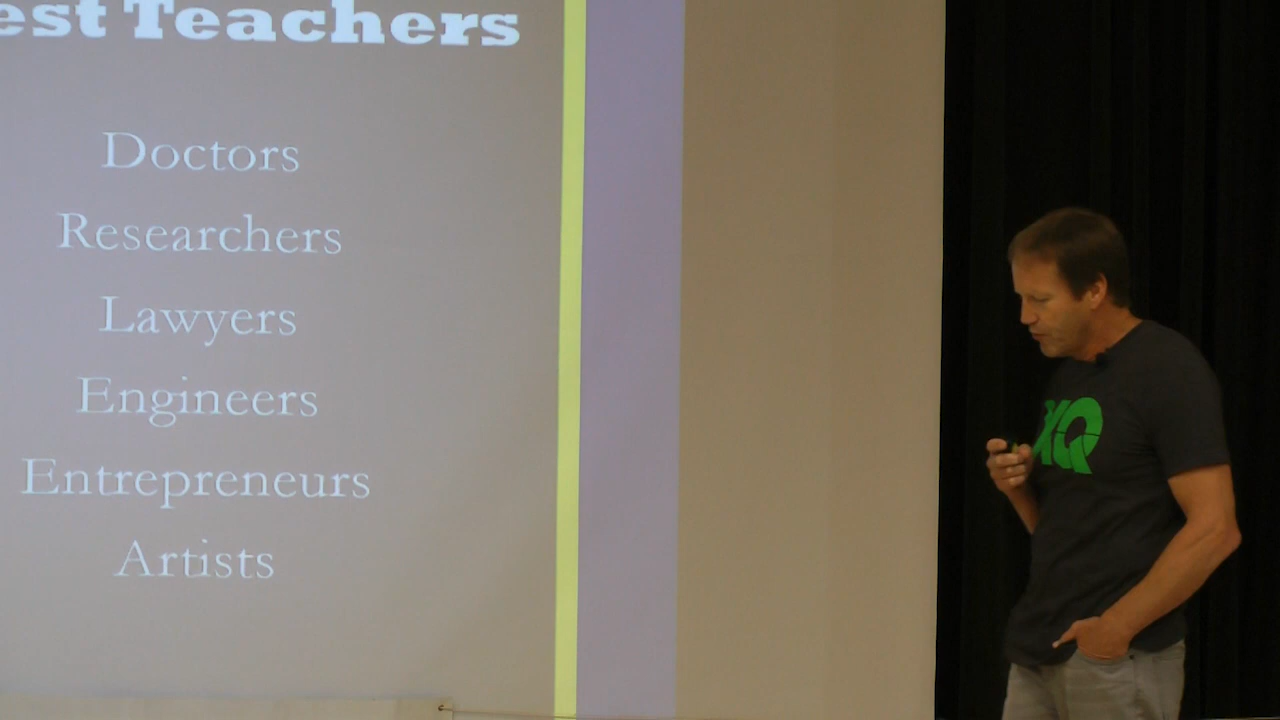 est Teachers
Doctors
Researchers
Lawyers
Engineers
Entrepreneurs
Artists
XQ